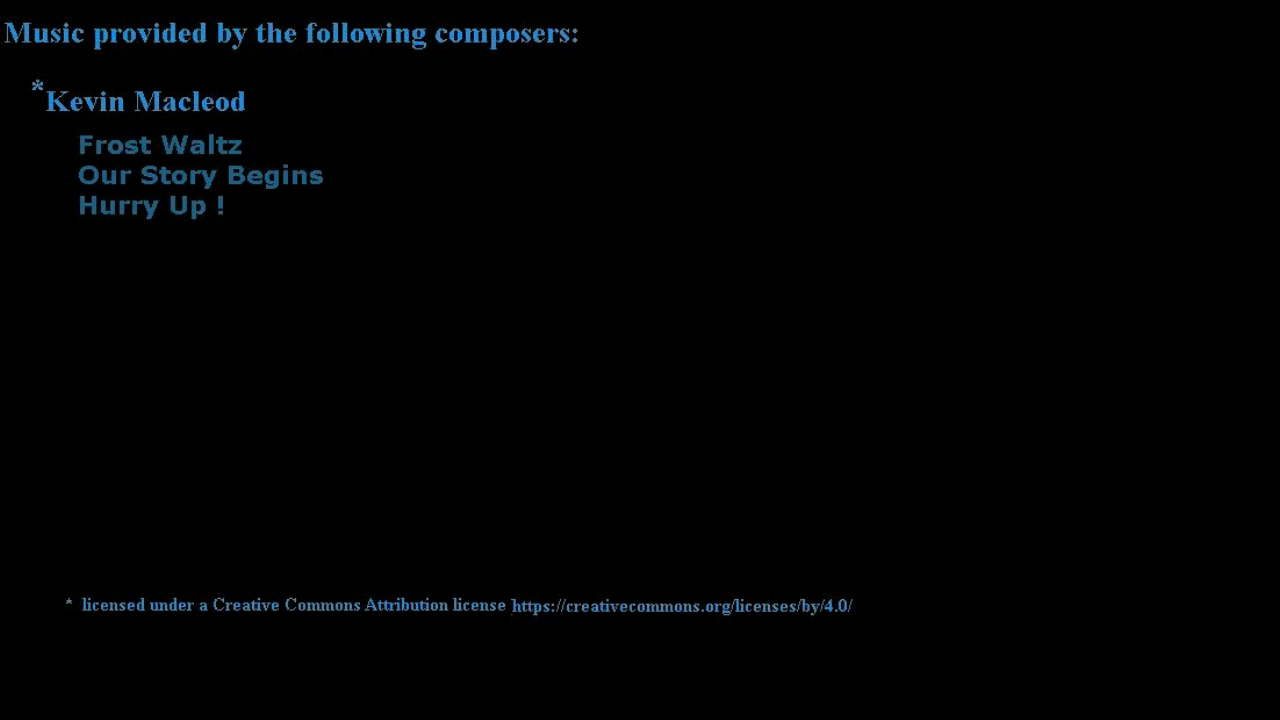 Music provided by the following composers:
*Kevin Macleod
Frost Waltz
Our Story Begins
Hurry Up !
* licensed under a Creative Commons Attribution license https://creativecommons.org/licenses/by/4.0/